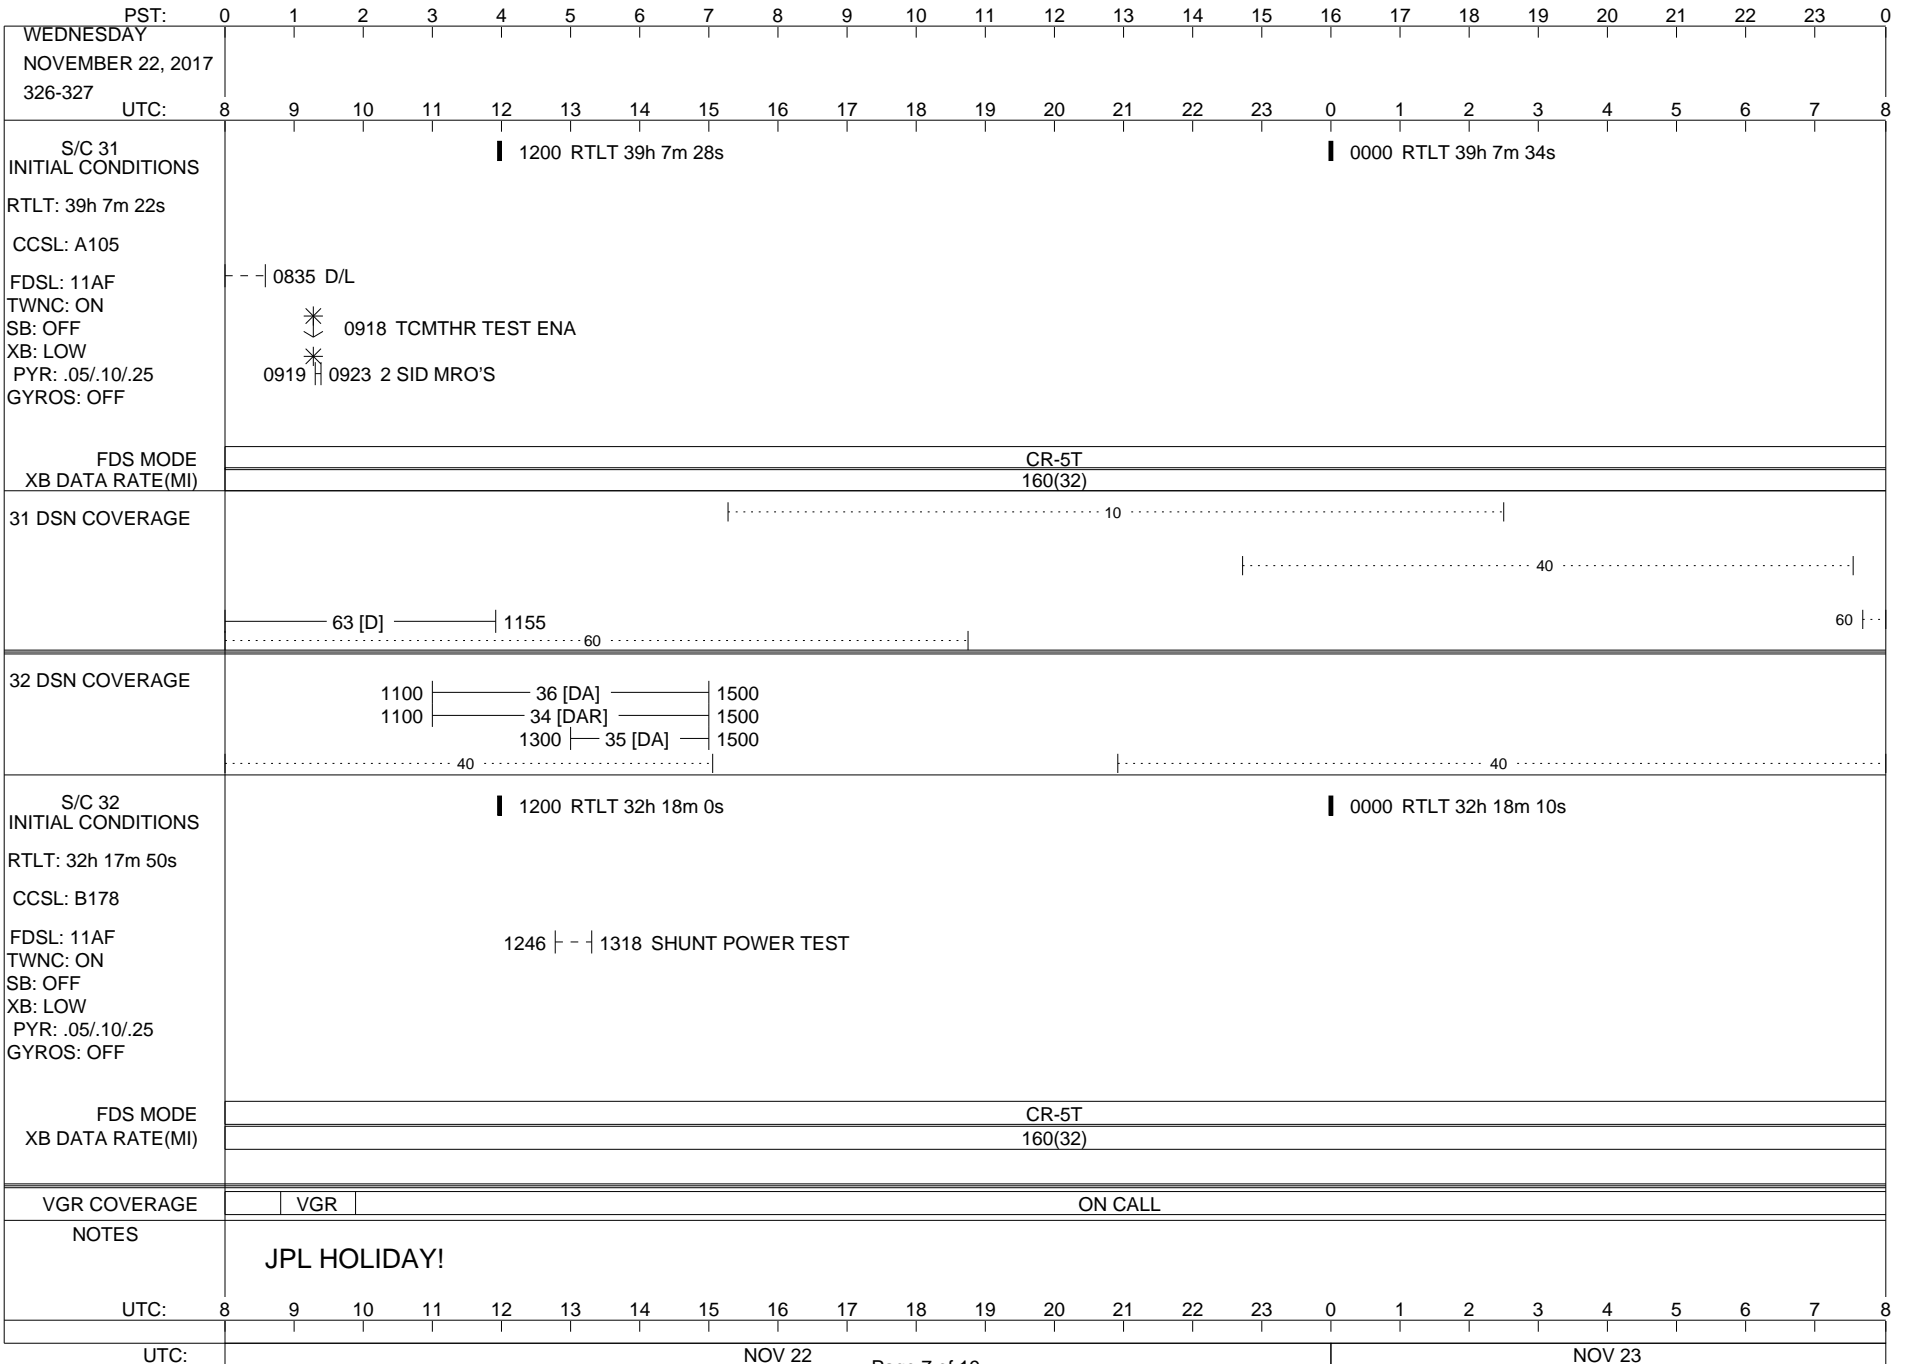 PST: 0 1 2 3 4 5 6 7 8 9 10 11 12 13 14 15 16 17 18 19 20 21 22 23 0
WEDNESDAY
NOVEMBER 22, 2017
326-327
UTC: 8 9 10 11 12 13 14 15 16 17 18 19 20 21 22 23 0 1 2 3 4 5 6 7 8
S/C 31
INITIAL CONDITIONS
1200 RTLT 39h 7m 28s
0000 RTLT 39h 7m 34s
RTLT: 39h 7m 22s
CCSL: A105
FDSL: 11AF
0835 D/L
TWNC: ON
SB: OFF
0918 TCMTHR TEST ENA
XB: LOW
PYR: .05/.10/.25
0919 0923 2 SID MRO'S
GYROS: OFF
FDS MODE CR-5T
XB DATA RATE(MI) 160(32)
31 DSN COVERAGE
10
40
63 [D] 1155
60
60
32 DSN COVERAGE
1100 36 [DA] 1500
1100 34 [DAR] 1500
1300 35 [DA] 1500
40 40
S/C 32
INITIAL CONDITIONS
1200 RTLT 32h 18m 0s
0000 RTLT 32h 18m 10s
RTLT: 32h 17m 50s
CCSL: B178
FDSL: 11AF
1246 1318 SHUNT POWER TEST
TWNC: ON
SB: OFF
XB: LOW
PYR: .05/.10/.25
GYROS: OFF
FDS MODE CR-5T
XB DATA RATE(MI) 160(32)
VGR COVERAGE VGR ON CALL
NOTES
JPL HOLIDAY!
UTC: 8 9 10 11 12 13 14 15 16 17 18 19 20 21 22 23 0 1 2 3 4 5 6 7 8
UTC: NOV 22 NOV 23